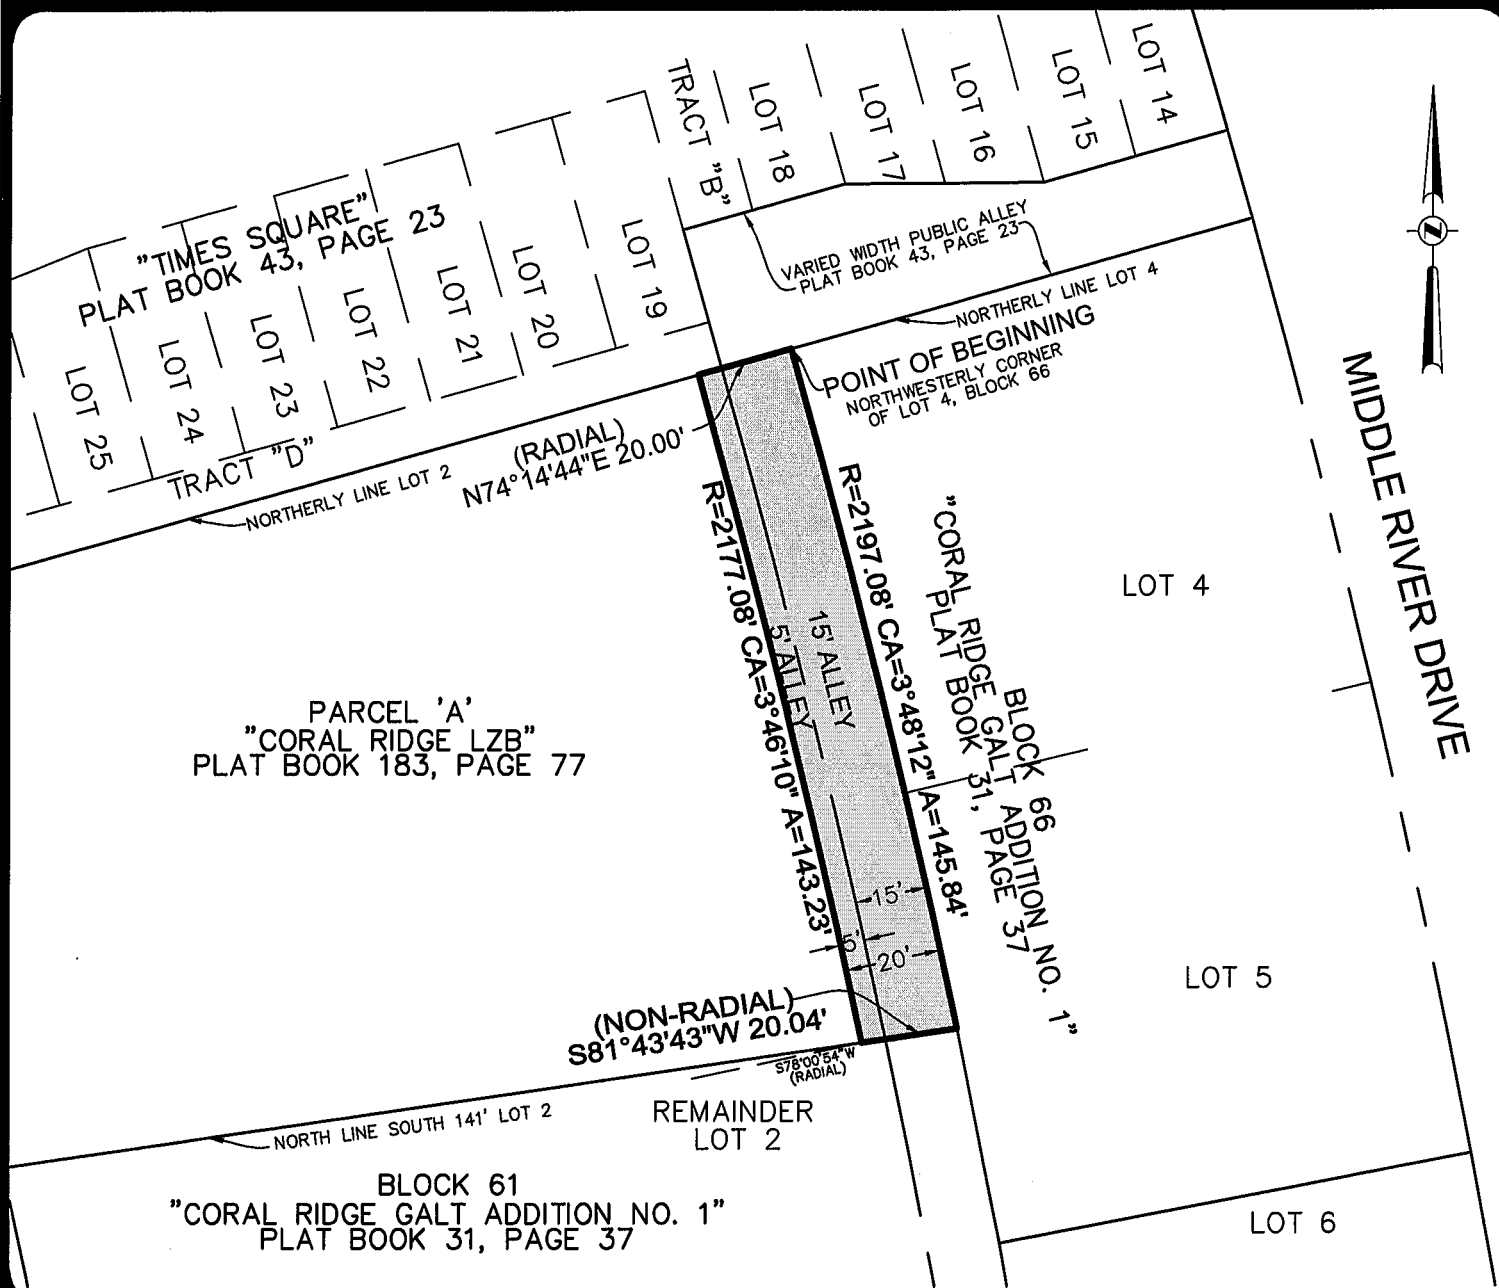 "TIMES SQUARE"
PLAT BOOK 43, PAGE 23
LOT 25
LOT 24
LOT 23
LOT 22
LOT 21
LOT 20
LOT 19
TRACT "B"
LOT 18
LOT 17
LOT 16
LOT 15
LOT 14
TRACT "D"
VARIED WIDTH PUBLIC ALLEY
PLAT BOOK 43, PAGE 23
NORTHERLY LINE LOT 4
POINT OF BEGINNING
NORTHWESTERLY CORNER
OF LOT 4, BLOCK 66
N
MIDDLE RIVER DRIVE
NORTHERLY LINE LOT 2
(RADIAL)
N74°14'44"E 20.00'
R=2177.08' CA=3°46'10" A=143.23'
5' ALLEY
15' ALLEY
R=2197.08' CA=3°48'12" A=145.84'
BLOCK 66
"CORAL RIDGE GALT ADDITION NO. 1"
PLAT BOOK 31, PAGE 37
LOT 4
PARCEL 'A'
"CORAL RIDGE LZB"
PLAT BOOK 183, PAGE 77
15'
5'
20'
LOT 5
(NON-RADIAL)
S81°43'43"W 20.04'
S78°00'54"W
(RADIAL)
NORTH LINE SOUTH 141' LOT 2
REMAINDER
LOT 2
BLOCK 61
"CORAL RIDGE GALT ADDITION NO. 1"
PLAT BOOK 31, PAGE 37
LOT 6